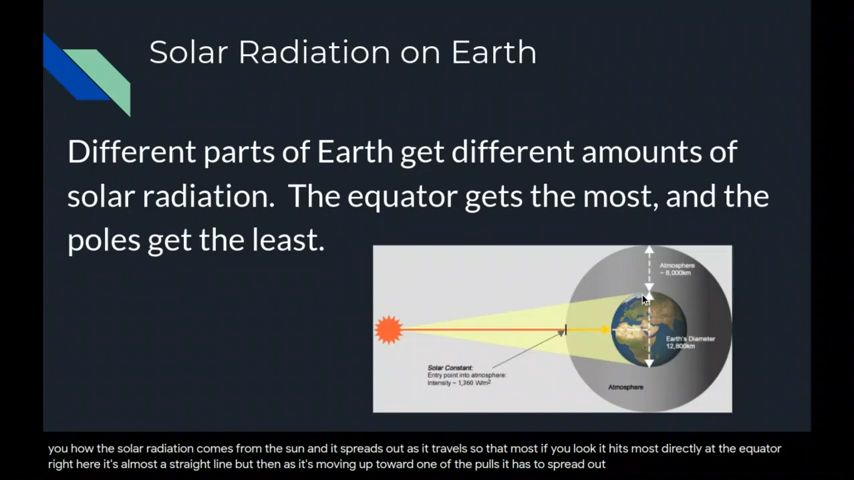 Solar Radiation on Earth
Different parts of Earth get different amounts of
solar radiation. The equator gets the most, and the
poles get the least.
Atmosphere
~ 8,000km
Earth's Diameter
12,800km
Solar Constant:
Entry point into atmosphere:
Intensity ~ 1,360 W/m²
Atmosphere
you how the solar radiation comes from the sun and it spreads out as it travels so that most if you look it hits most directly at the equator
right here it's almost a straight line but then as it's moving up toward one of the pulls it has to spread out